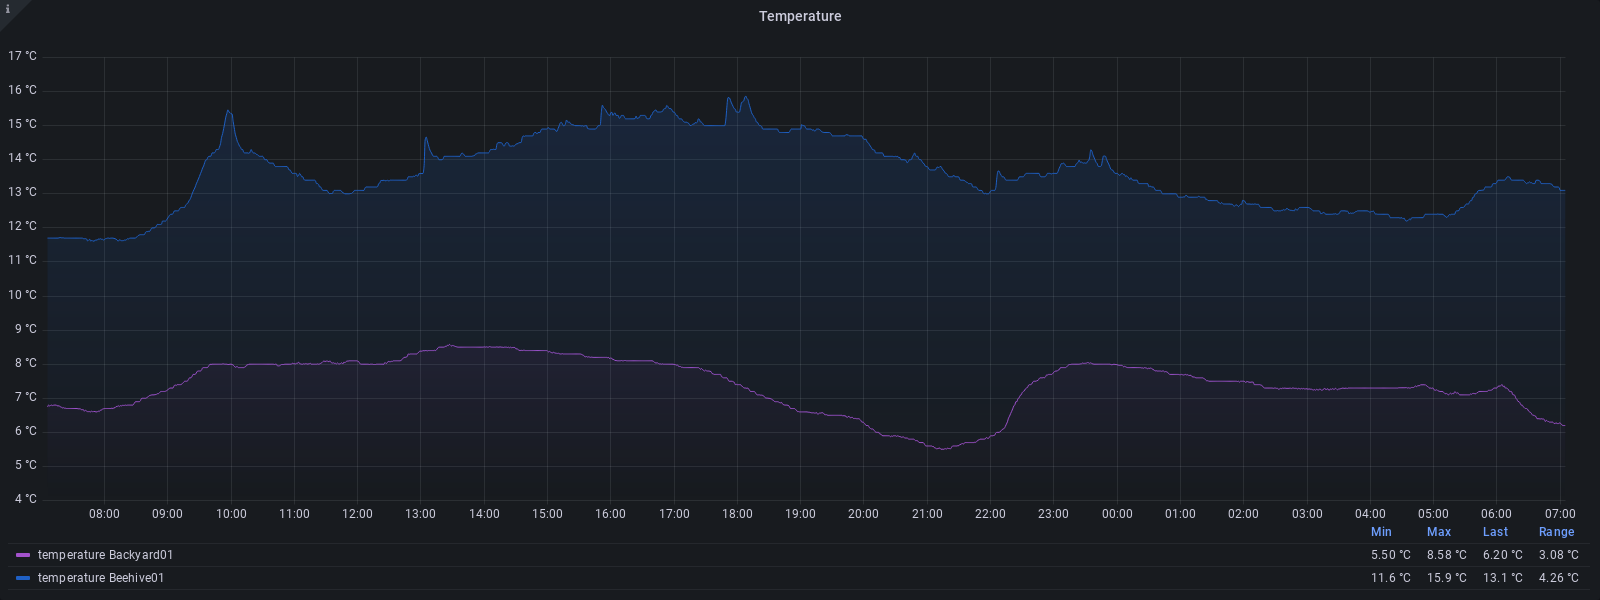 i
Temperature
17 °C
16 °C
15 °C
14 °C
13 °C
12 °C
11 °C
10 °C
9 °C
8 °C
7 °C
6 °C
5 °C
4 °C
08:00 09:00 10:00 11:00 12:00 13:00 14:00 15:00 16:00 17:00 18:00 19:00 20:00 21:00 22:00 23:00 00:00 01:00 02:00 03:00 04:00 05:00 06:00 07:00
Min Max Last Range
temperature Backyard01 5.50 °C 8.58 °C 6.20 °C 3.08 °C
temperature Beehive01 11.6 °C 15.9 °C 13.1 °C 4.26 °C